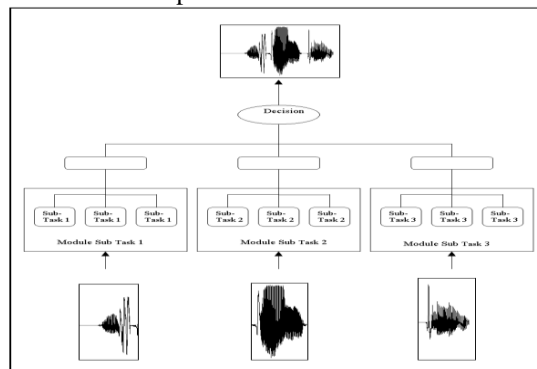 Decision
Sub-
Task 1
Sub-
Task 1
Sub-
Task 1
Module Sub Task 1
Sub-
Task 2
Sub-
Task 2
Sub-
Task 2
Module Sub Task 2
Sub-
Task 3
Sub-
Task 3
Sub-
Task 3
Module Sub Task 3